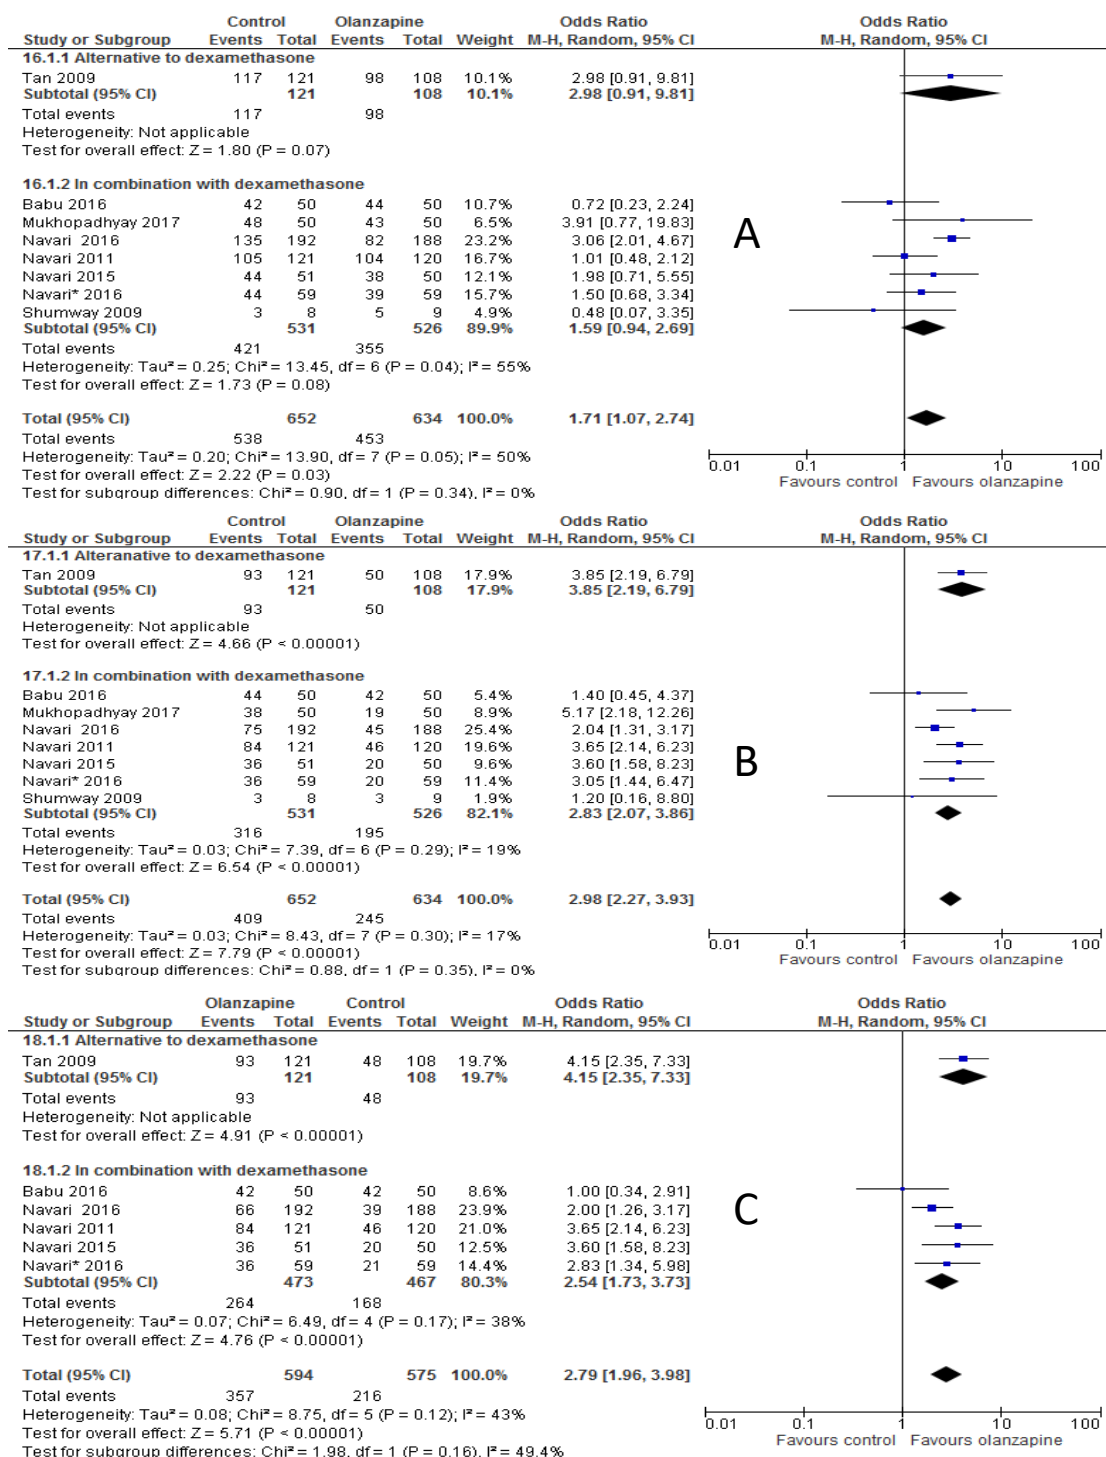 Control Olanzapine Odds Ratio Odds Ratio
Study or Subgroup Events Total Events Total Weight M-H, Random, 95% CI M-H, Random, 95% CI
16.1.1 Alternative to dexamethasone
Tan 2009 117 121 98 108 10.1% 2.98 [0.91, 9.81]
Subtotal (95% CI) 121 108 10.1% 2.98 [0.91, 9.81]
Total events 117 98
Heterogeneity: Not applicable
Test for overall effect: Z = 1.80 (P = 0.07)
16.1.2 In combination with dexamethasone
Babu 2016 42 50 44 50 10.7% 0.72 [0.23, 2.24]
Mukhopadhyay 2017 48 50 43 50 6.5% 3.91 [0.77, 19.83]
A
Navari 2016 135 192 82 188 23.2% 3.06 [2.01, 4.67]
Navari 2011 105 121 104 120 16.7% 1.01 [0.48, 2.12]
Navari 2015 44 51 38 50 12.1% 1.98 [0.71, 5.55]
Navari* 2016 44 59 39 59 15.7% 1.50 [0.68, 3.34]
Shumway 2009 3 8 5 9 4.9% 0.48 [0.07, 3.35]
Subtotal (95% CI) 531 526 89.9% 1.59 [0.94, 2.69]
Total events 421 355
Heterogeneity: Tau² = 0.25; Chi² = 13.45, df = 6 (P = 0.04); I² = 55%
Test for overall effect: Z = 1.73 (P = 0.08)
Total (95% CI) 652 634 100.0% 1.71 [1.07, 2.74]
Total events 538 453
Heterogeneity: Tau² = 0.20; Chi² = 13.90, df = 7 (P = 0.05); I² = 50%
Test for overall effect: Z = 2.22 (P = 0.03)
Test for subgroup differences: Chi² = 0.90, df = 1 (P = 0.34), I² = 0%
0.01 0.1 1 10 100
Favours control Favours olanzapine
Control Olanzapine Odds Ratio Odds Ratio
Study or Subgroup Events Total Events Total Weight M-H, Random, 95% CI M-H, Random, 95% CI
17.1.1 Alteranative to dexamethasone
Tan 2009 93 121 50 108 17.9% 3.85 [2.19, 6.79]
Subtotal (95% CI) 121 108 17.9% 3.85 [2.19, 6.79]
Total events 93 50
Heterogeneity: Not applicable
Test for overall effect: Z = 4.66 (P < 0.00001)
17.1.2 In combination with dexamethasone
Babu 2016 44 50 42 50 5.4% 1.40 [0.45, 4.37]
Mukhopadhyay 2017 38 50 19 50 8.9% 5.17 [2.18, 12.26]
Navari 2016 75 192 45 188 25.4% 2.04 [1.31, 3.17]
Navari 2011 84 121 46 120 19.6% 3.65 [2.14, 6.23]
B
Navari 2015 36 51 20 50 9.6% 3.60 [1.58, 8.23]
Navari* 2016 36 59 20 59 11.4% 3.05 [1.44, 6.47]
Shumway 2009 3 8 3 9 1.9% 1.20 [0.16, 8.80]
Subtotal (95% CI) 531 526 82.1% 2.83 [2.07, 3.86]
Total events 316 195
Heterogeneity: Tau² = 0.03; Chi² = 7.39, df = 6 (P = 0.29); I² = 19%
Test for overall effect: Z = 6.54 (P < 0.00001)
Total (95% CI) 652 634 100.0% 2.98 [2.27, 3.93]
Total events 409 245
Heterogeneity: Tau² = 0.03; Chi² = 8.43, df = 7 (P = 0.30); I² = 17%
Test for overall effect: Z = 7.79 (P < 0.00001)
Test for subgroup differences: Chi² = 0.88, df = 1 (P = 0.35), I² = 0%
0.01 0.1 1 10 100
Favours control Favours olanzapine
Olanzapine Control Odds Ratio Odds Ratio
Study or Subgroup Events Total Events Total Weight M-H, Random, 95% CI M-H, Random, 95% CI
18.1.1 Alternative to dexamethasone
Tan 2009 93 121 48 108 19.7% 4.15 [2.35, 7.33]
Subtotal (95% CI) 121 108 19.7% 4.15 [2.35, 7.33]
Total events 93 48
Heterogeneity: Not applicable
Test for overall effect: Z = 4.91 (P < 0.00001)
18.1.2 In combination with dexamethasone
Babu 2016 42 50 42 50 8.6% 1.00 [0.34, 2.91]
Navari 2016 66 192 39 188 23.9% 2.00 [1.26, 3.17]
C
Navari 2011 84 121 46 120 21.0% 3.65 [2.14, 6.23]
Navari 2015 36 51 20 50 12.5% 3.60 [1.58, 8.23]
Navari* 2016 36 59 21 59 14.4% 2.83 [1.34, 5.98]
Subtotal (95% CI) 473 467 80.3% 2.54 [1.73, 3.73]
Total events 264 168
Heterogeneity: Tau² = 0.07; Chi² = 6.49, df = 4 (P = 0.17); I² = 38%
Test for overall effect: Z = 4.76 (P < 0.00001)
Total (95% CI) 594 575 100.0% 2.79 [1.96, 3.98]
Total events 357 216
Heterogeneity: Tau² = 0.08; Chi² = 8.75, df = 5 (P = 0.12); I² = 43%
Test for overall effect: Z = 5.71 (P < 0.00001)
Test for subgroup differences: Chi² = 1.98, df = 1 (P = 0.16), I² = 49.4%
0.01 0.1 1 10 100
Favours control Favours olanzapine